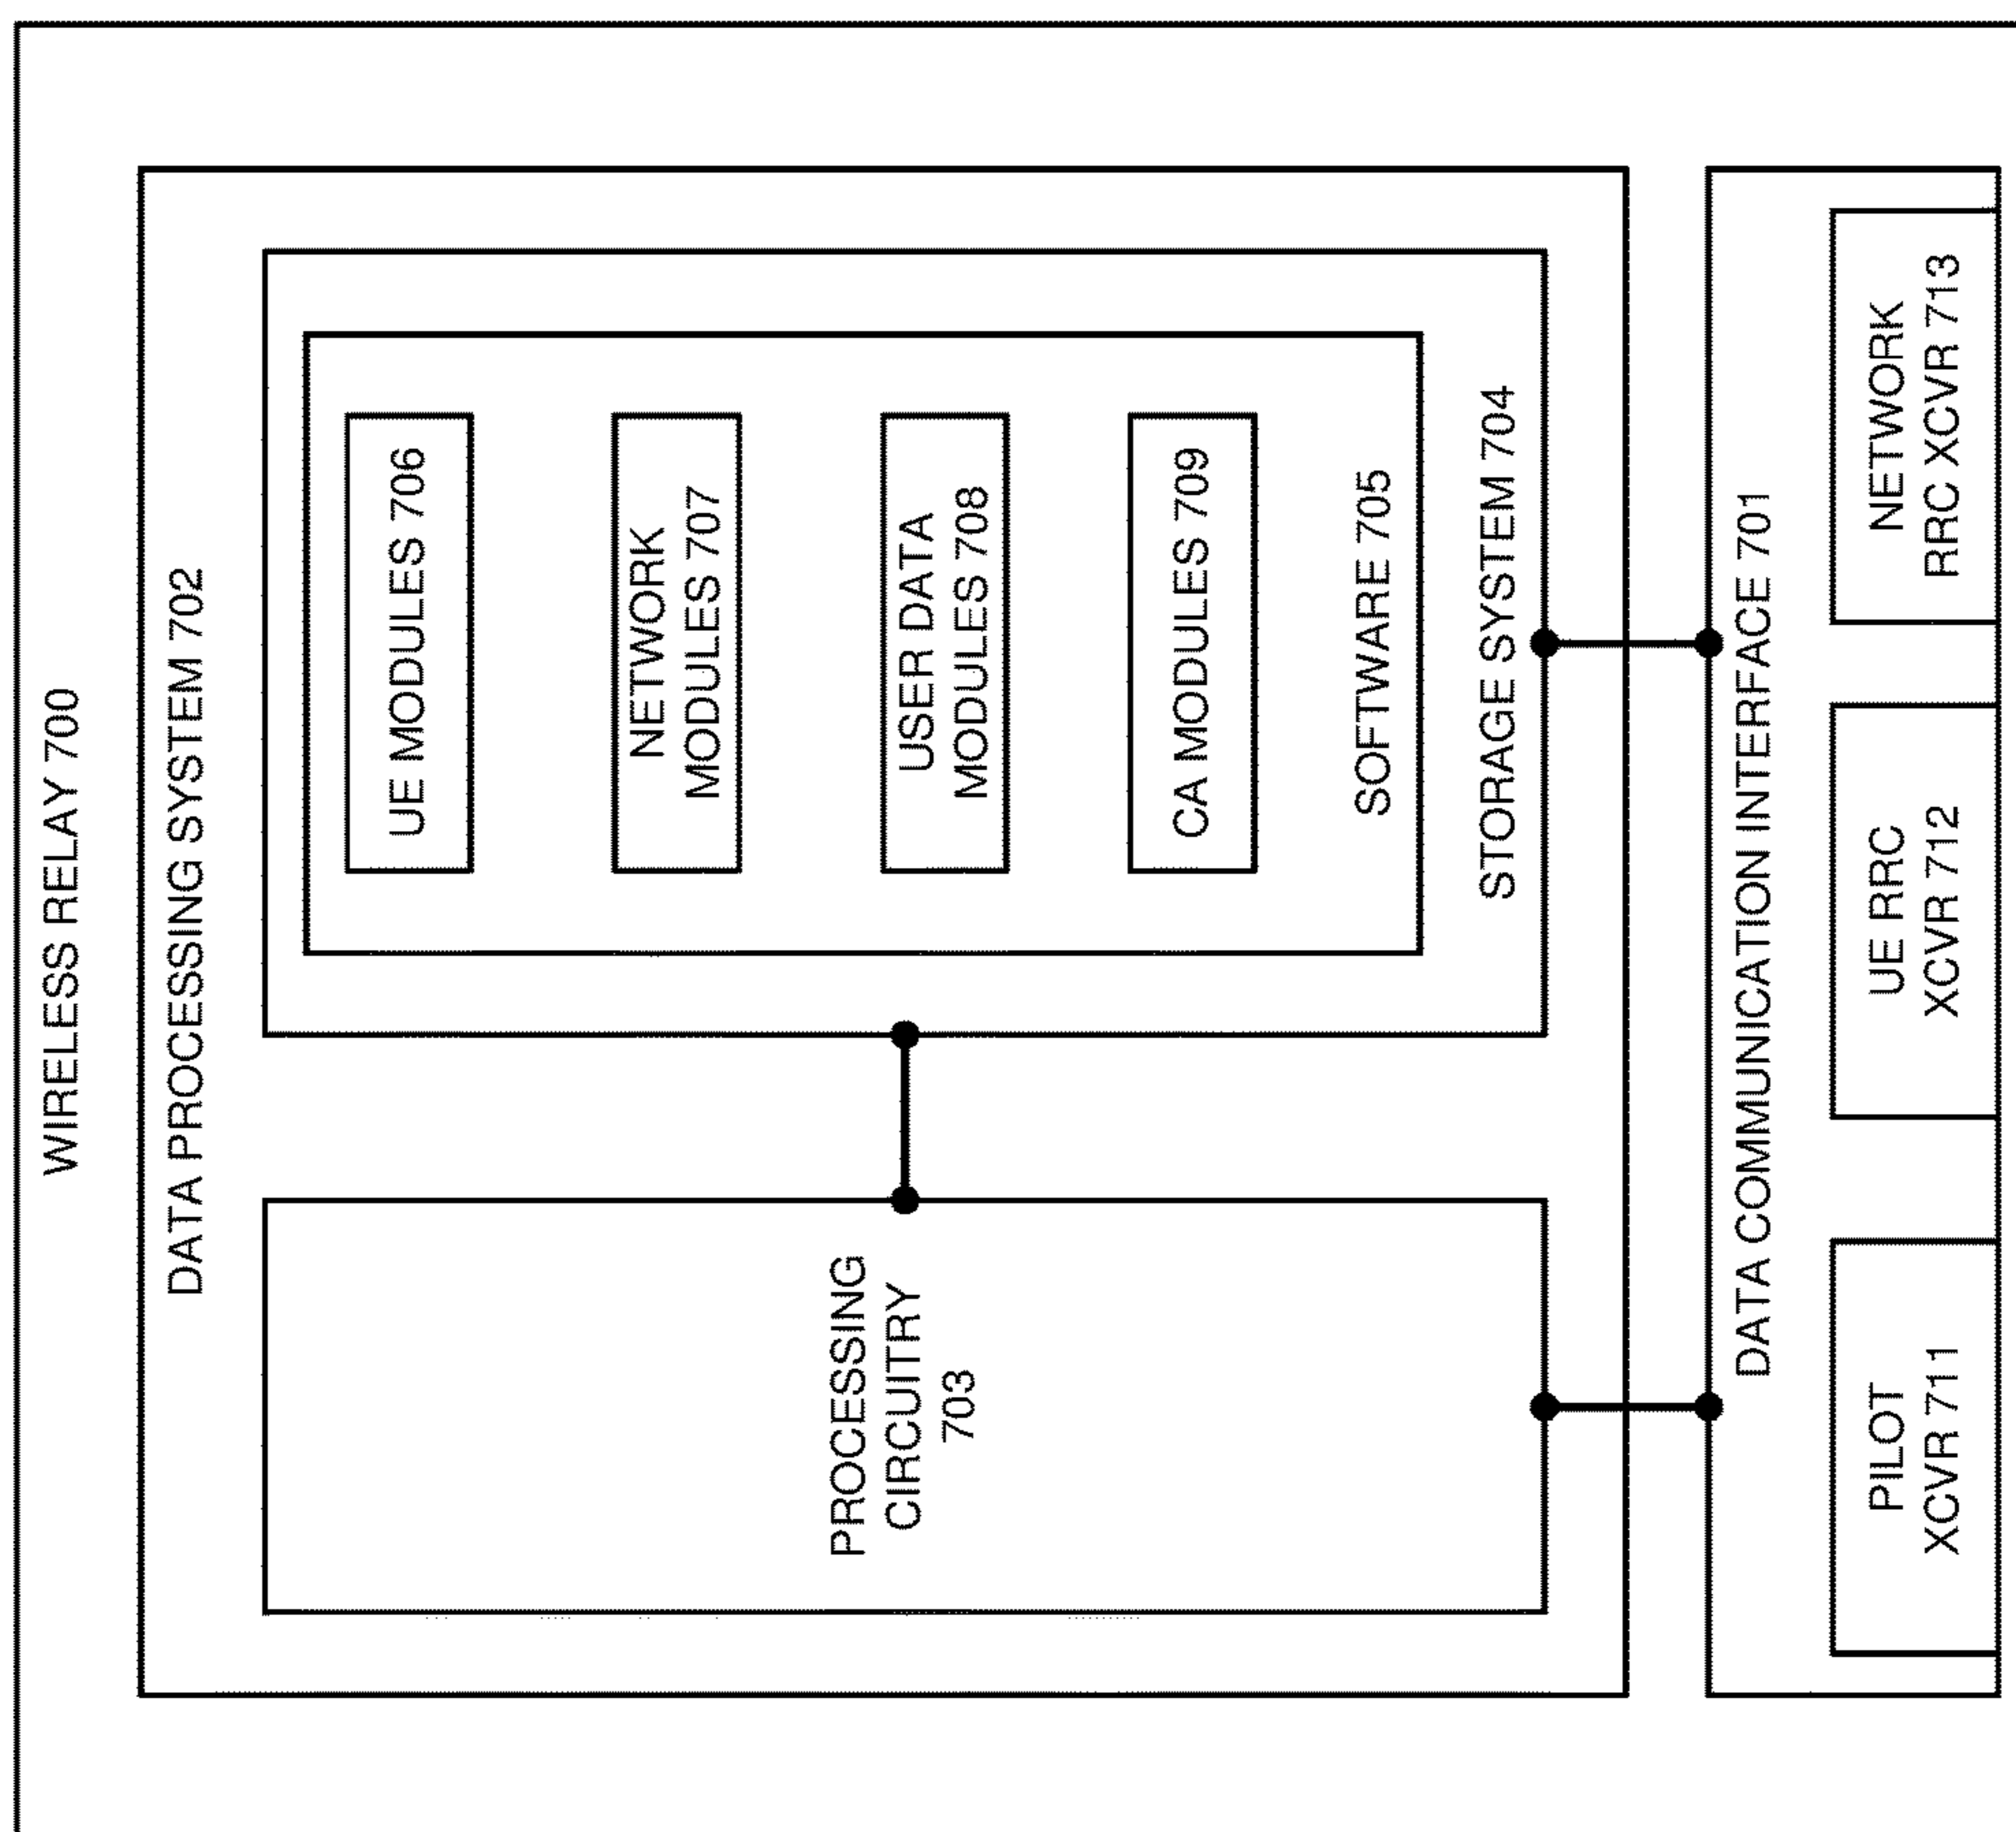 WIRELESS RELAY 700
DATA PROCESSING SYSTEM 702
PROCESSING
CIRCUITRY
703
UE MODULES 706
NETWORK
MODULES 707
USER DATA
MODULES 708
CA MODULES 709
SOFTWARE 705
STORAGE SYSTEM 704
DATA COMMUNICATION INTERFACE 701
PILOT
XCVR 711
UE RRC
XCVR 712
NETWORK
RRC XCVR 713